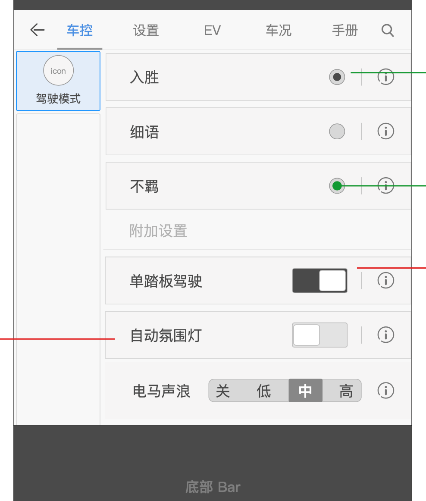 车控 设置 EV 车况 手册
icon
驾驶模式
入胜
细语
不羁
附加设置
单踏板驾驶
自动氛围灯
电马声浪 关 低 中 高
底部 Bar